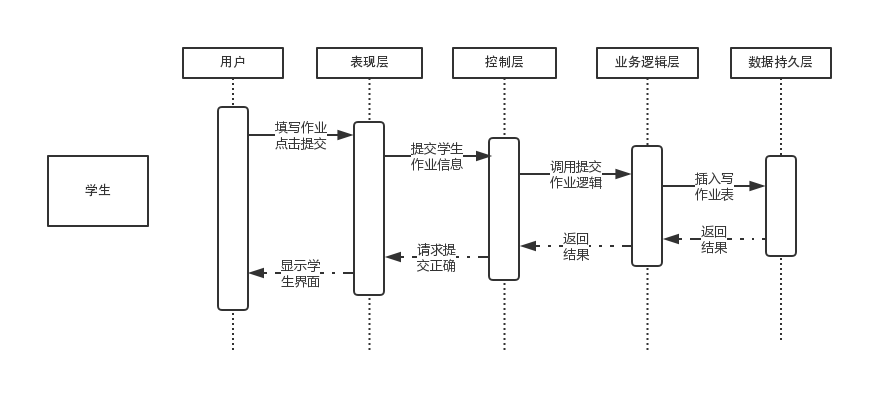 用户
表现层
控制层
业务逻辑层
数据持久层
学生
填写作业
点击提交
提交学生
作业信息
调用提交
作业逻辑
插入写
作业表
返回
结果
返回
结果
请求提
交正确
显示学
生界面